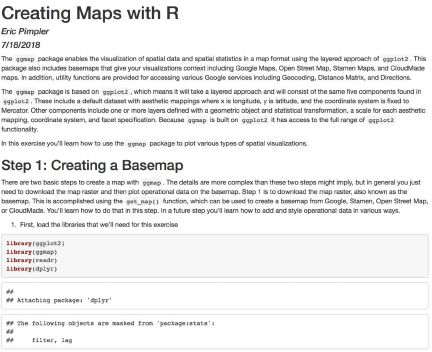 Creating Maps with R
Eric Pimpler
7/18/2018
The ggmap package enables the visualization of spatial data and spatial statistics in a map format using the layered approach of ggplot2. This
package also includes basemaps that give your visualizations context including Google Maps, Open Street Map, Stamen Maps, and CloudMade
maps. In addition, utility functions are provided for accessing various Google services including Geocoding, Distance Matrix, and Directions.
The ggmap package is based on ggplot2, which means it will take a layered approach and will consist of the same five components found in
ggplot2. These include a default dataset with aesthetic mappings where x is longitude, y is latitude, and the coordinate system is fixed to
Mercator. Other components include one or more layers defined with a geometric object and statistical transformation, a scale for each aesthetic
mapping, coordinate system, and facet specification. Because ggmap is built on ggplot2 it has access to the full range of ggplot2
functionality.
In this exercise you'll learn how to use the ggmap package to plot various types of spatial visualizations.
Step 1: Creating a Basemap
There are two basic steps to create a map with ggmap. The details are more complex than these two steps might imply, but in general you just
need to download the map raster and then plot operational data on the basemap. Step 1 is to download the map raster, also known as the
basemap. This is accomplished using the get_map() function, which can be used to create a basemap from Google, Stamen, Open Street Map,
or CloudMade. You'll learn how to do that in this step. In a future step you'll learn how to add and style operational data in various ways.
1. First, load the libraries that we'll need for this exercise
library(ggplot2)
library(ggmap)
library(readr)
library(dplyr)
##
## Attaching package: 'dplyr'
## The following objects are masked from 'package:stats':
##
## filter, lag